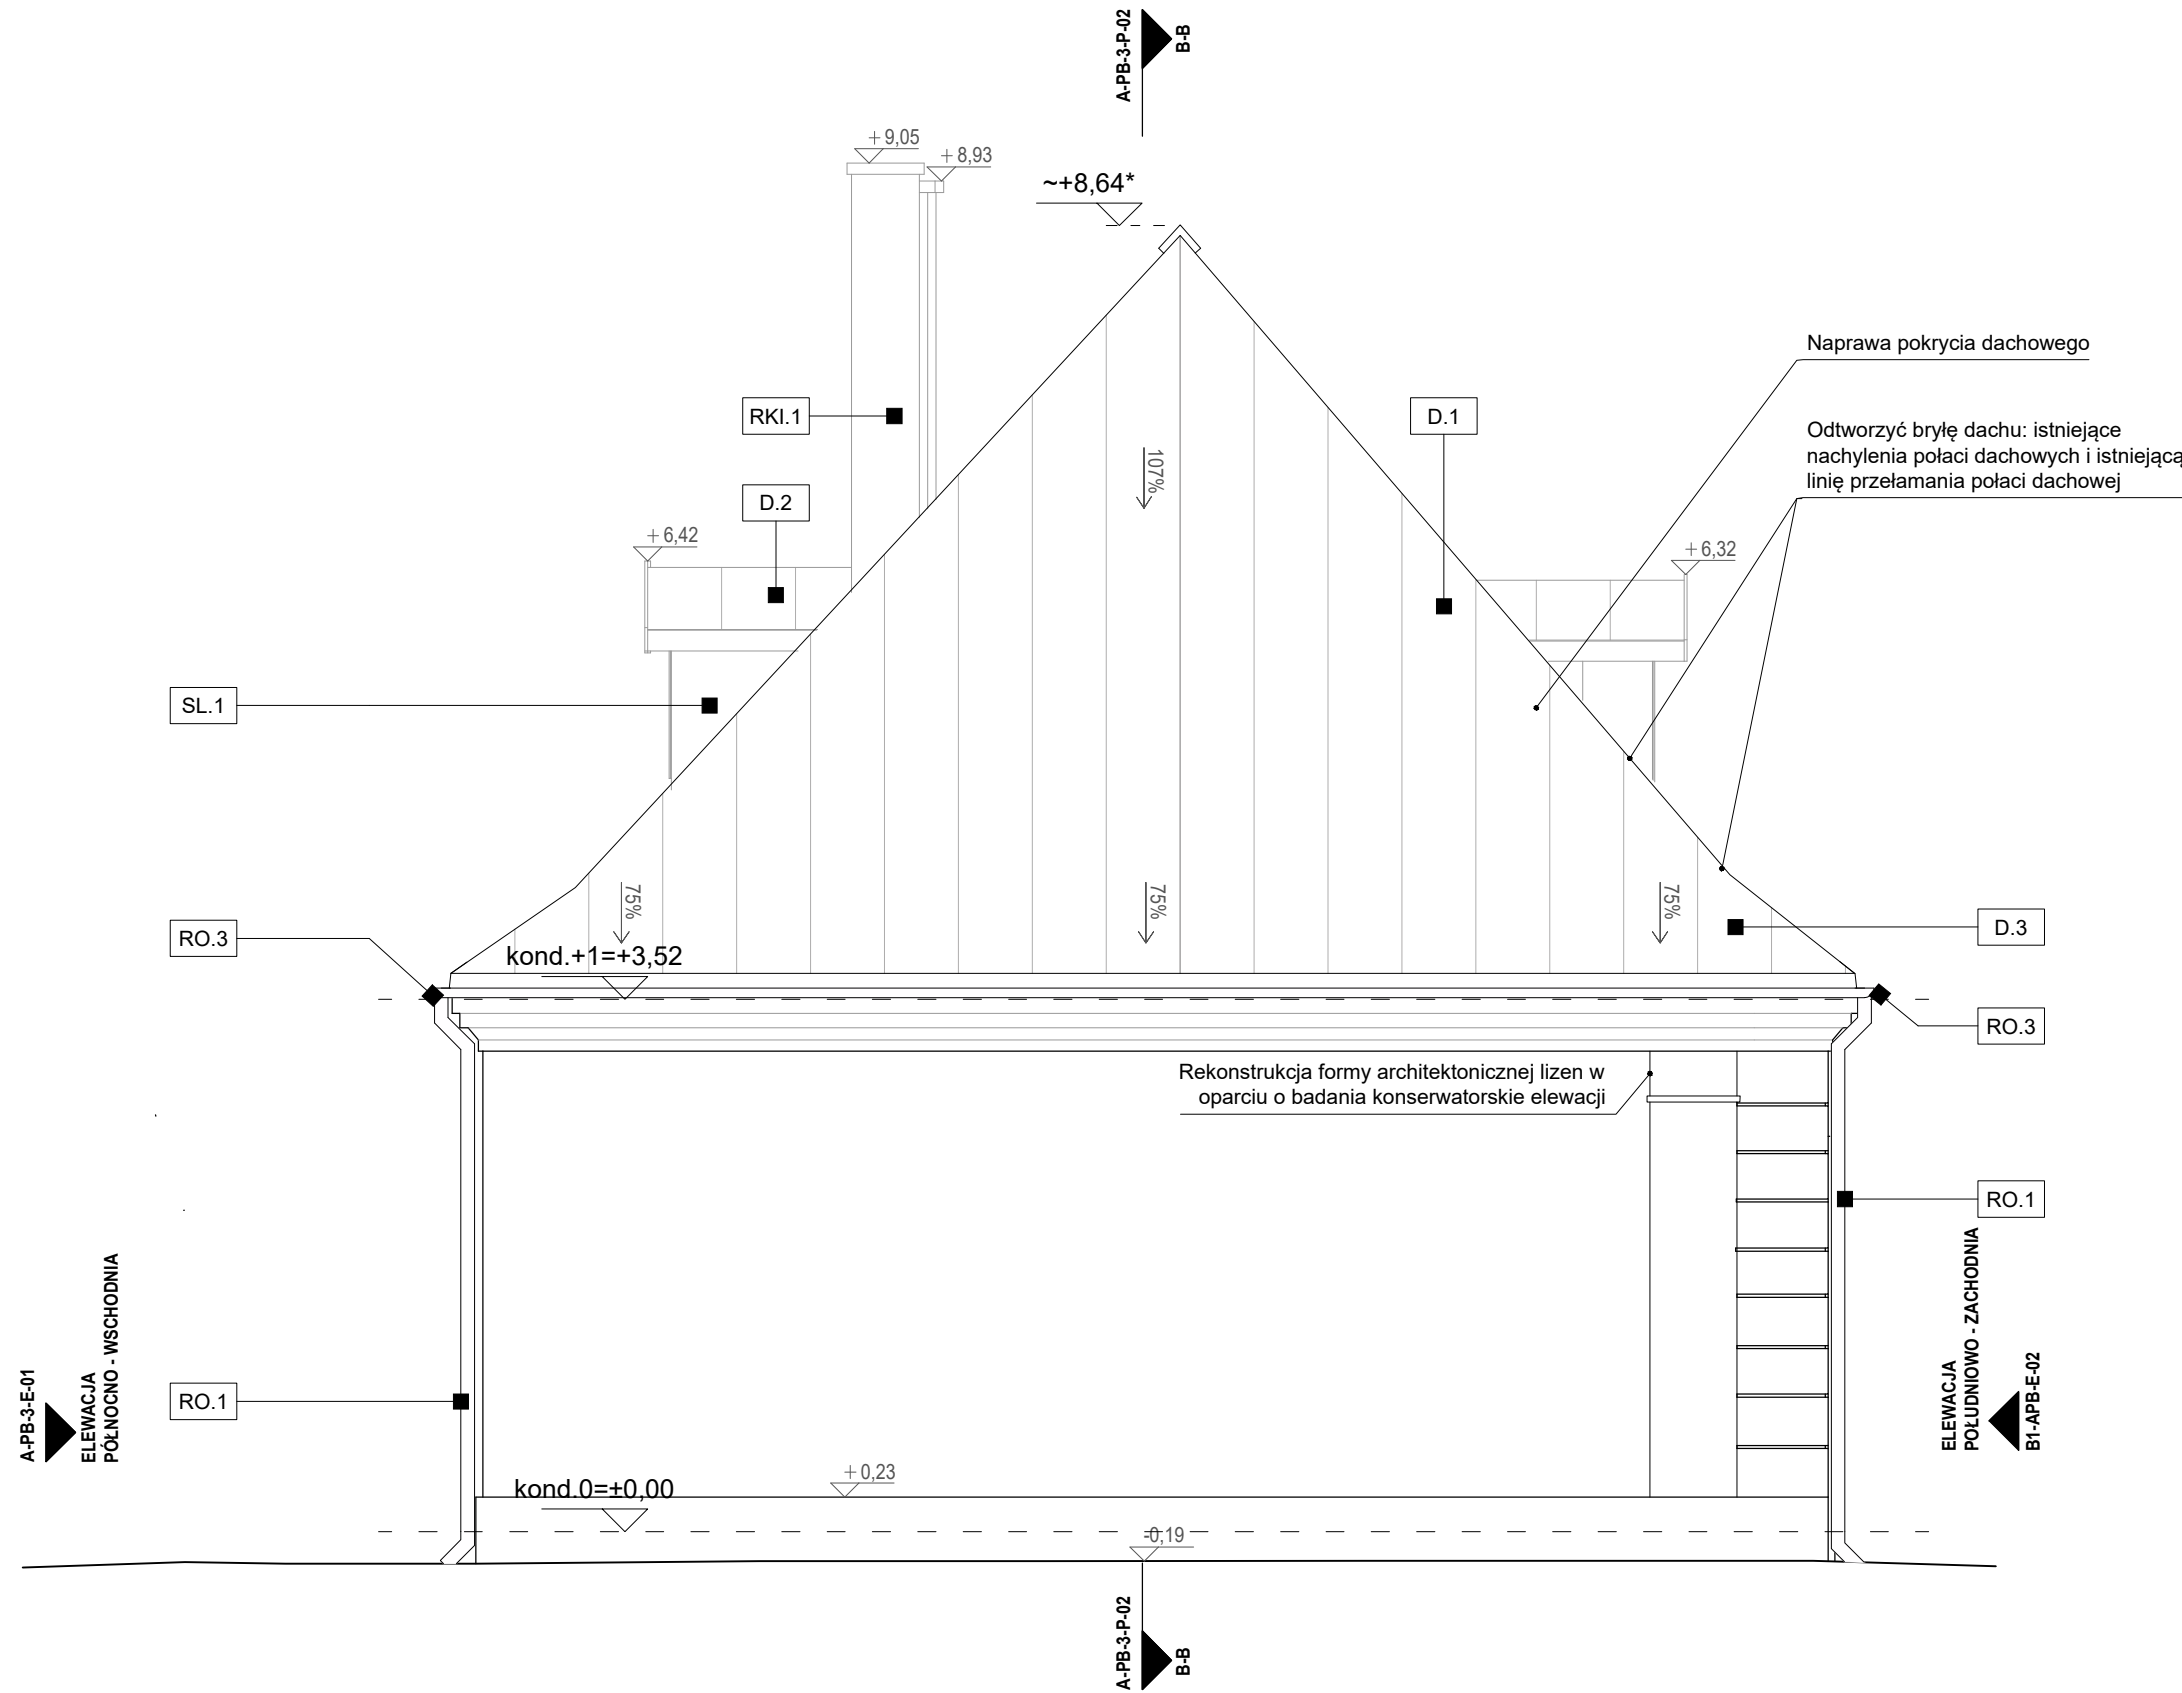 A-PB-3-P-02
B-B
+9,05
+8,93
~+8,64*
Naprawa pokrycia dachowego
RKI.1
D.1
Odtworzyć bryłę dachu: istniejące
nachylenia połaci dachowych i istniejącą
linię przełamania połaci dachowej
107%
D.2
+6,42
+6,32
SL.1
75%
75%
75%
RO.3
D.3
kond.+1=+3,52
RO.3
Rekonstrukcja formy architektonicznej lizen w
oparciu o badania konserwatorskie elewacji
RO.1
A-PB-3-E-01
ELEWACJA
PÓŁNOCNO - WSCHODNIA
ELEWACJA
POŁUDNIOWO - ZACHODNIA
B1-APB-E-02
RO.1
+0,23
kond.0=±0,00
-0,19
A-PB-3-P-02
B-B